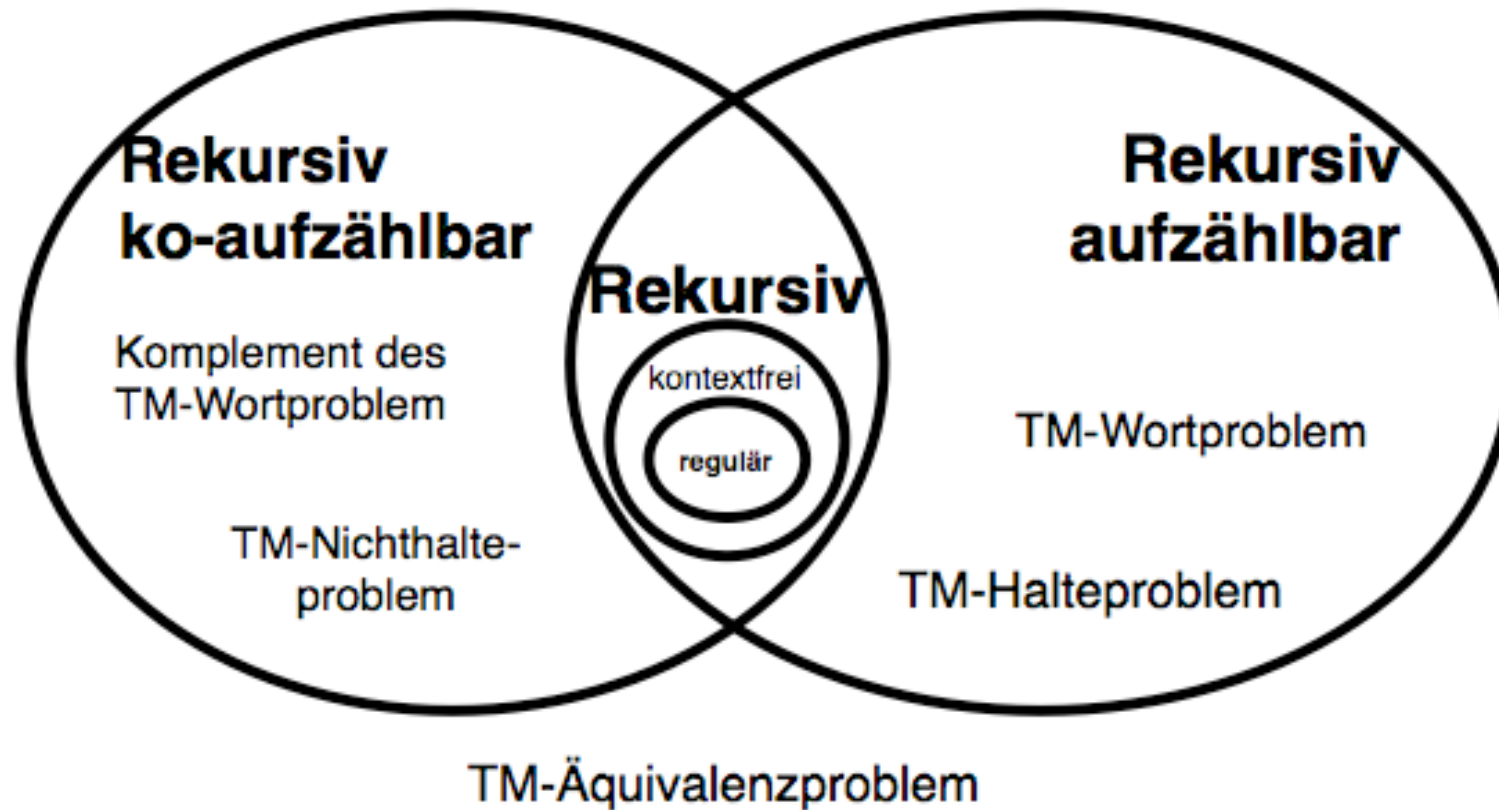 Rekursiv
ko-aufzählbar
Rekursiv
aufzählbar
Rekursiv
Komplement des
TM-Wortproblem
kontextfrei
regulär
TM-Wortproblem
TM-Nichthalte-
problem
TM-Halteproblem
TM-Äquivalenzproblem